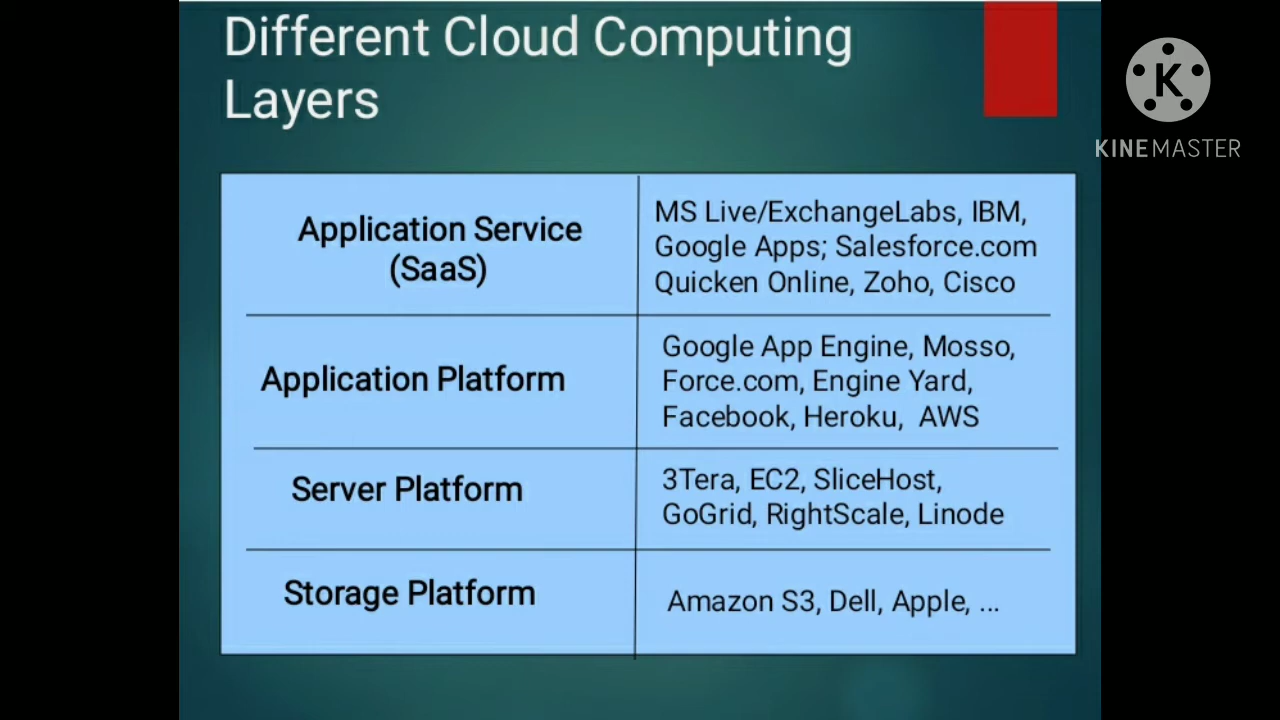 Different Cloud Computing
Layers
K
KINEMASTER
Application Service
(SaaS)
MS Live/ExchangeLabs, IBM,
Google Apps; Salesforce.com
Quicken Online, Zoho, Cisco
Application Platform
Google App Engine, Mosso,
Force.com, Engine Yard,
Facebook, Heroku, AWS
Server Platform
3Tera, EC2, SliceHost,
GoGrid, RightScale, Linode
Storage Platform
Amazon S3, Dell, Apple, ...